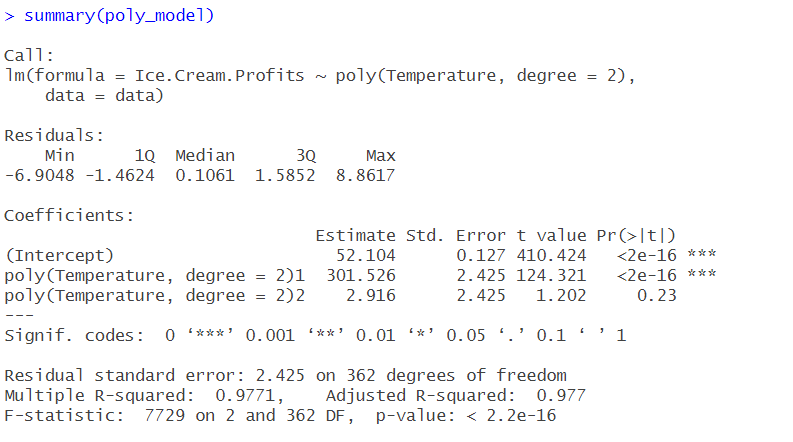 > summary(poly_model)
Call:
lm(formula = Ice.Cream.Profits ~ poly(Temperature, degree = 2),
    data = data)
Residuals:
    Min      1Q  Median      3Q     Max
-6.9048 -1.4624  0.1061  1.5852  8.8617
Coefficients:
                               Estimate Std. Error t value Pr(>|t|)
(Intercept)                      52.104      0.127 410.424   <2e-16 ***
poly(Temperature, degree = 2)1  301.526      2.425 124.321   <2e-16 ***
poly(Temperature, degree = 2)2    2.916      2.425   1.202     0.23
---
Signif. codes:  0 ‘***’ 0.001 ‘**’ 0.01 ‘*’ 0.05 ‘.’ 0.1 ‘ ’ 1
Residual standard error: 2.425 on 362 degrees of freedom
Multiple R-squared:  0.9771,    Adjusted R-squared:  0.977
F-statistic:  7729 on 2 and 362 DF,  p-value: < 2.2e-16